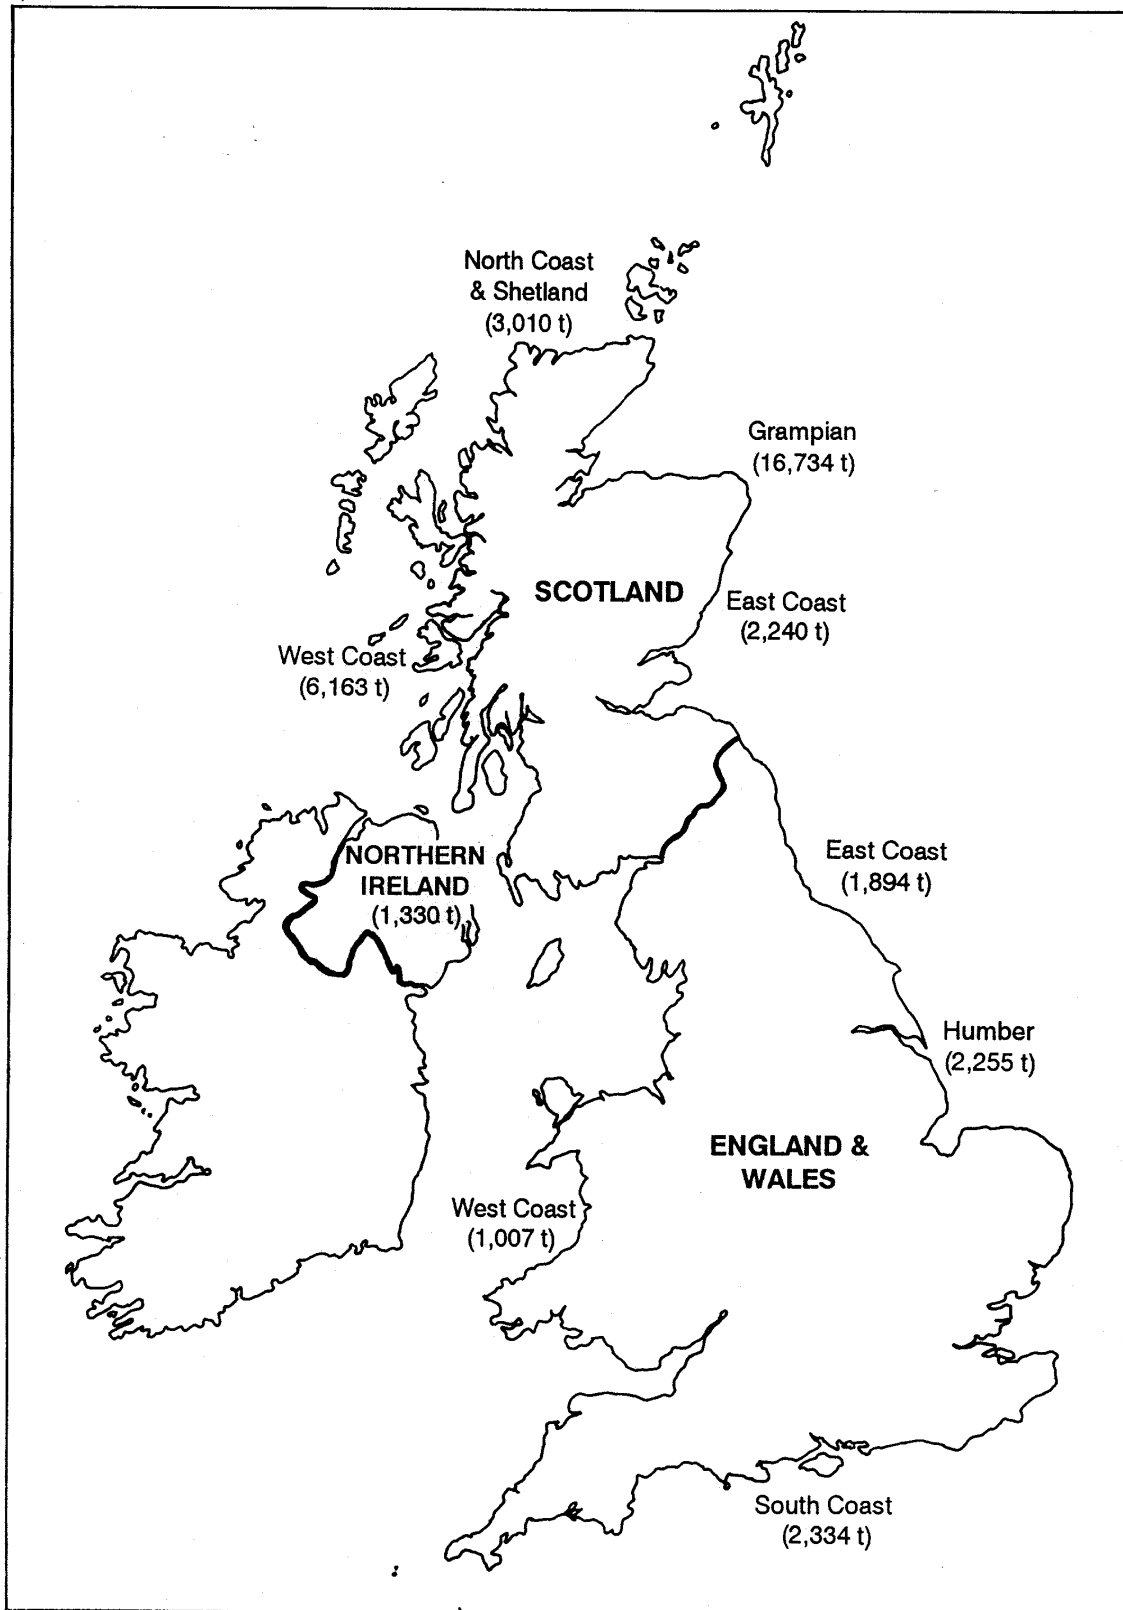 North Coast
& Shetland
(3,010 t)
Grampian
(16,734 t)
SCOTLAND
East Coast
(2,240 t)
West Coast
(6,163 t)
NORTHERN
IRELAND
(1,330 t)
East Coast
(1,894 t)
Humber
(2,255 t)
ENGLAND &
WALES
West Coast
(1,007 t)
South Coast
(2,334 t)